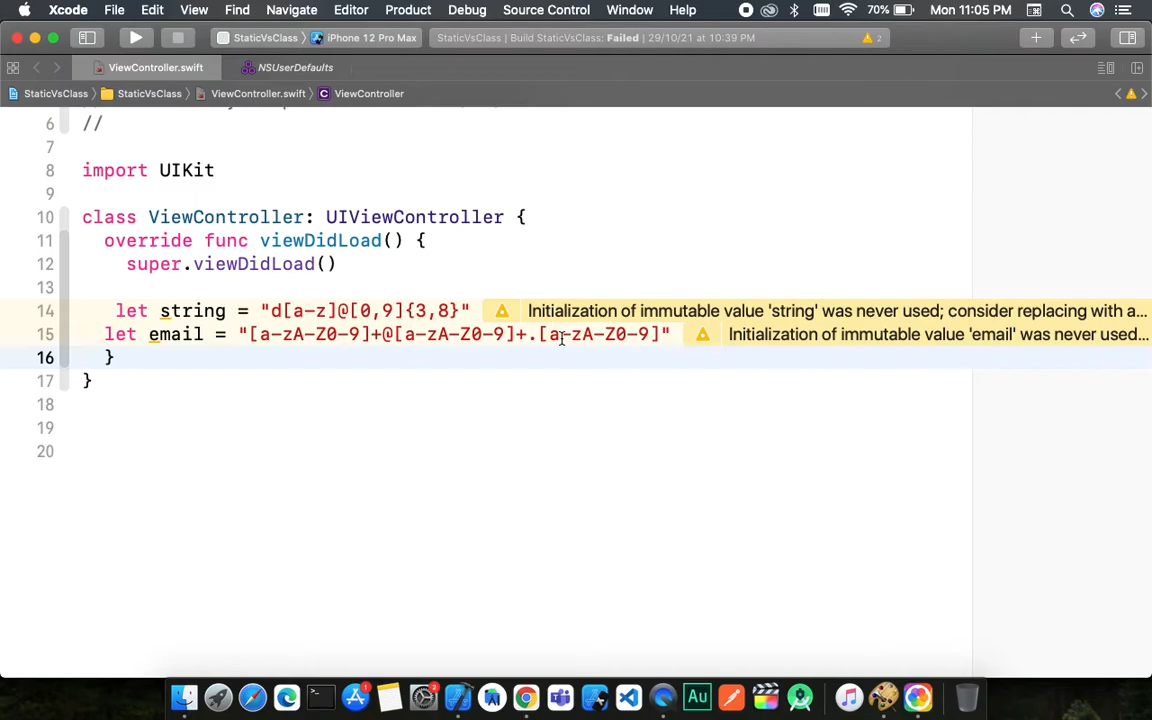 Xcode File Edit View Find Navigate Editor Product Debug Source Control Window Help 70% Mon 11:05 PM
StaticVsClass iPhone 12 Pro Max StaticVsClass | Build StaticVsClass: Failed | 29/10/21 at 10:39 PM 2
ViewController.swift NSUserDefaults
StaticVsClass StaticVsClass ViewController.swift C ViewController
6 //
7
8 import UIKit
9
10 class ViewController: UIViewController {
11 override func viewDidLoad() {
12 super.viewDidLoad()
13
14 let string = "d[a-z]@[0,9]{3,8}" Initialization of immutable value 'string' was never used; consider replacing with a...
15 let email = "[a-zA-Z0-9]+@[a-zA-Z0-9]+.[a-zA-Z0-9]" Initialization of immutable value 'email' was never used...
16 }
17 }
18
19
20
Au